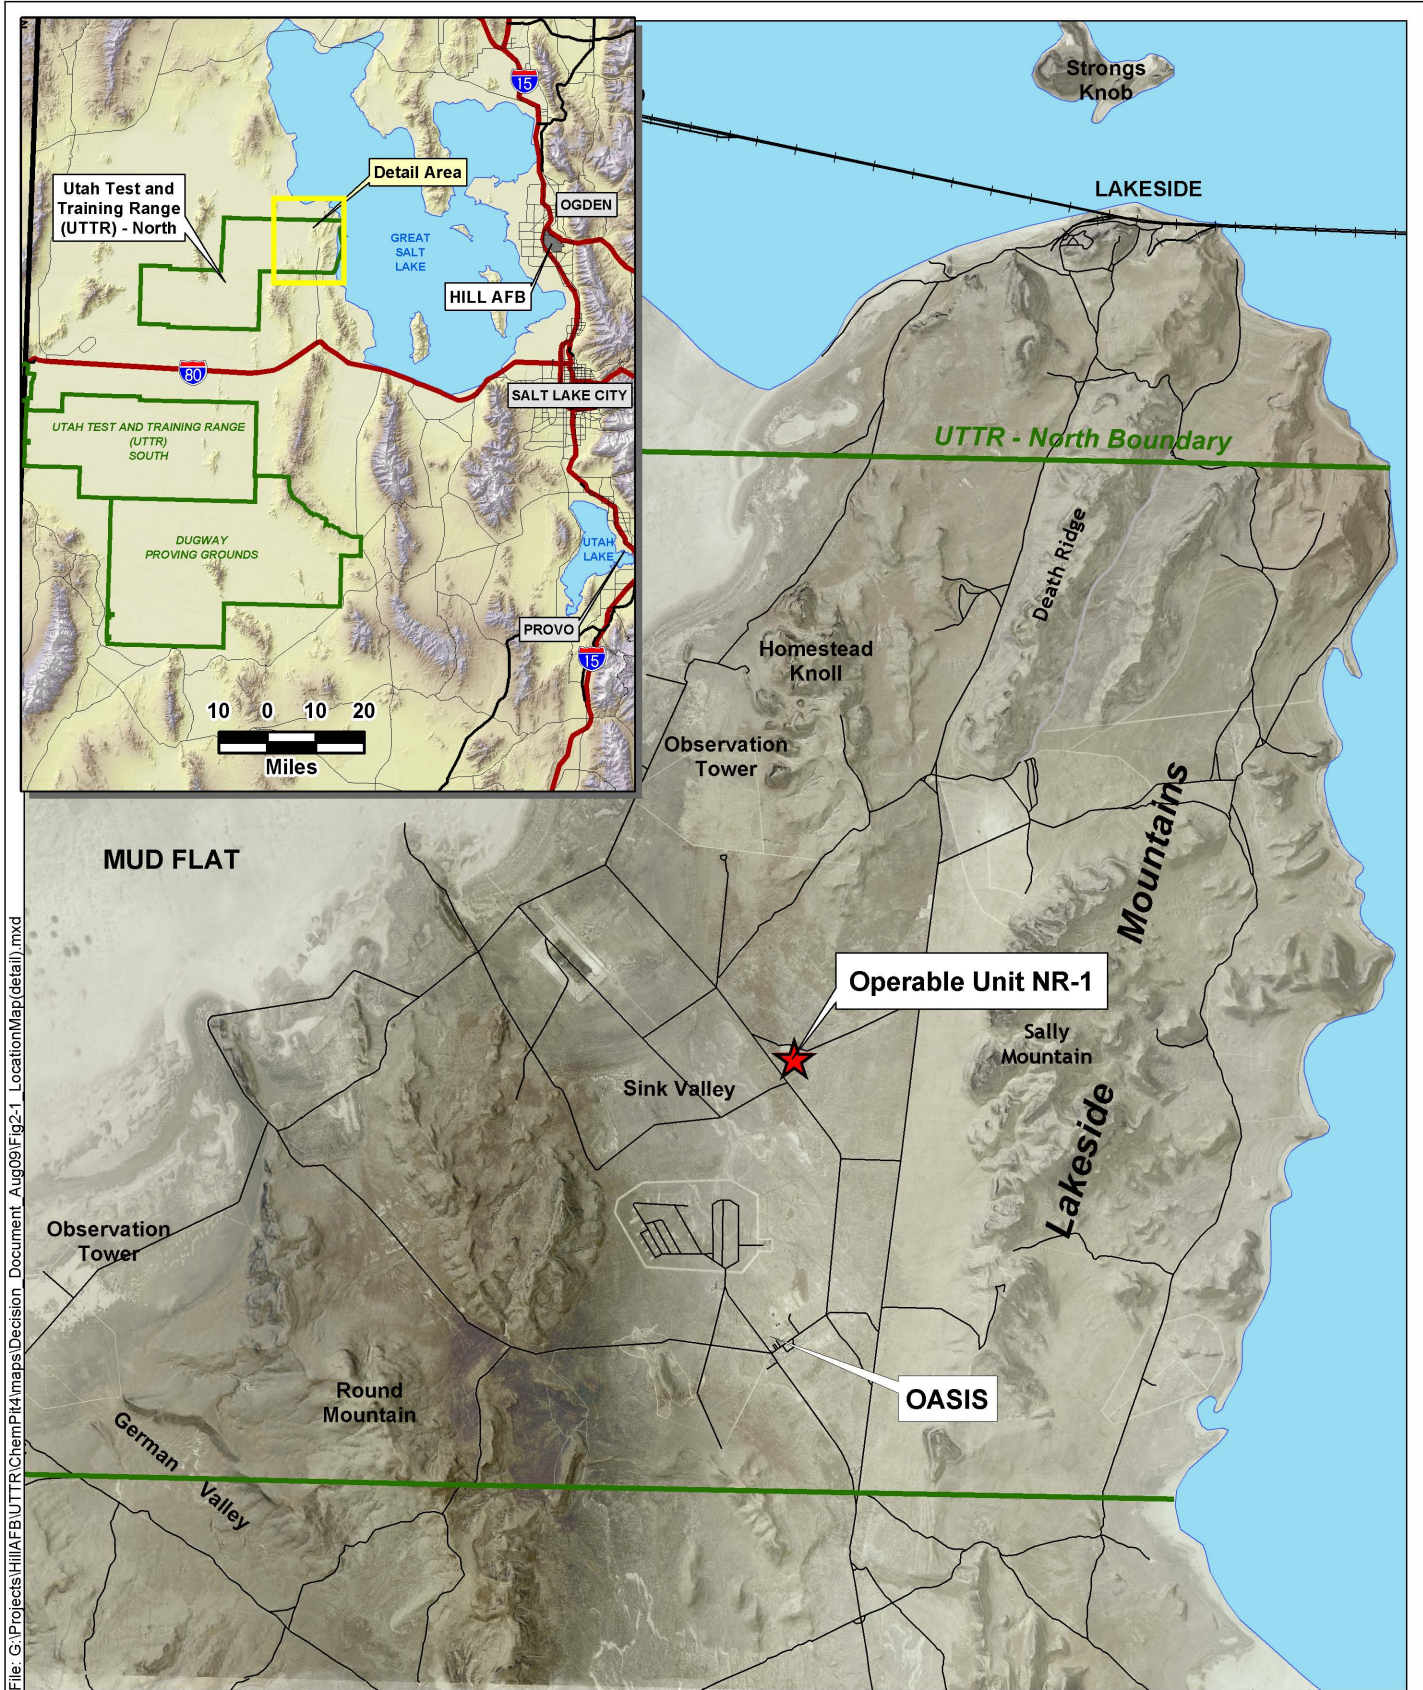 15
Detail Area
Utah Test and
Training Range
(UTTR) - North
OGDEN
GREAT
SALT
LAKE
HILL AFB
80
SALT LAKE CITY
UTAH TEST AND TRAINING RANGE
(UTTR)
SOUTH
DUGWAY
PROVING GROUNDS
UTAH
LAKE
PROVO
15
10 0 10 20
Miles
Strongs
Knob
LAKESIDE
UTTR - North Boundary
Death Ridge
Homestead
Knoll
Observation
Tower
MUD FLAT
Lakeside Mountains
Operable Unit NR-1
Sally
Mountain
Sink Valley
Observation
Tower
Round
Mountain
OASIS
German Valley
File: G:\Projects\HillAFB\UTTR\ChemPit4\maps\Decision_Document_Aug09\Fig2-1_LocationMap(detail).mxd